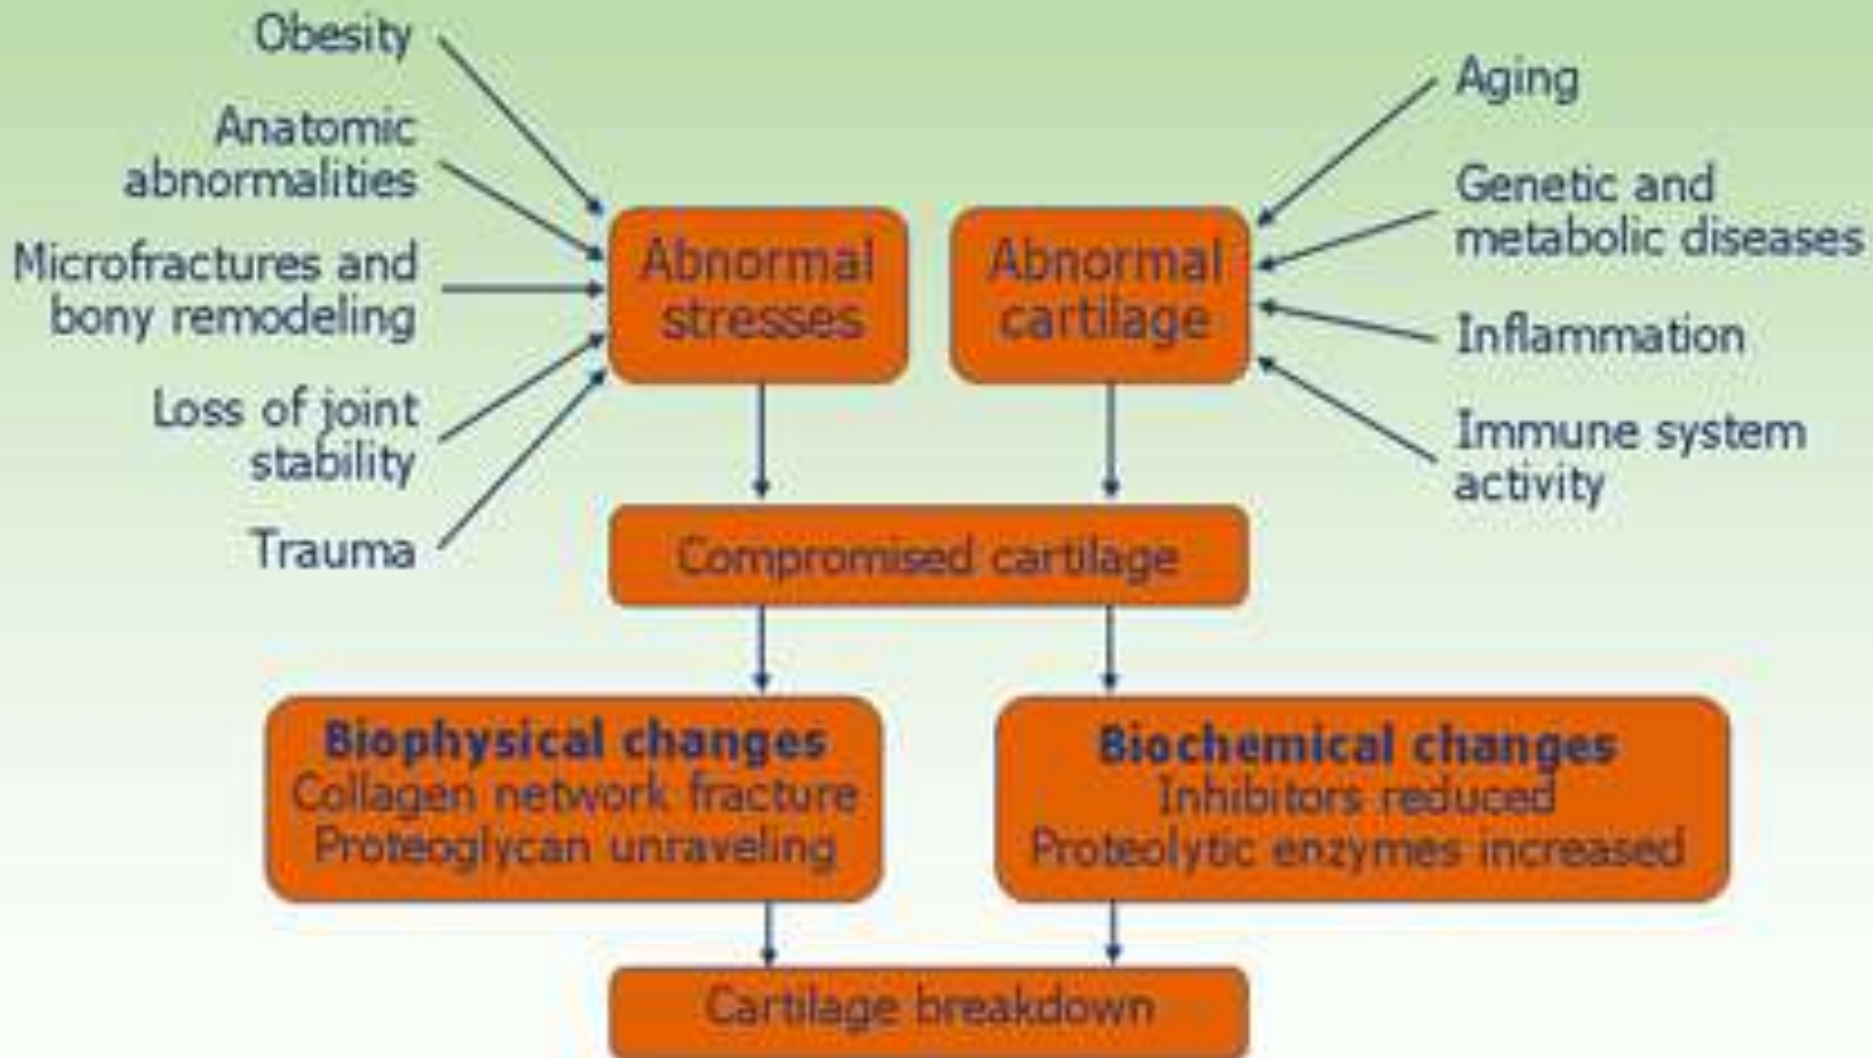 Obesity
Anatomic
abnormalities
Microfractures and
bony remodeling
Loss of joint
stability
Trauma
Abnormal
stresses
Abnormal
cartilage
Aging
Genetic and
metabolic diseases
Inflammation
Immune system
activity
Compromised cartilage
Biophysical changes
Collagen network fracture
Proteoglycan unraveling
Biochemical changes
Inhibitors reduced
Proteolytic enzymes increased
Cartilage breakdown